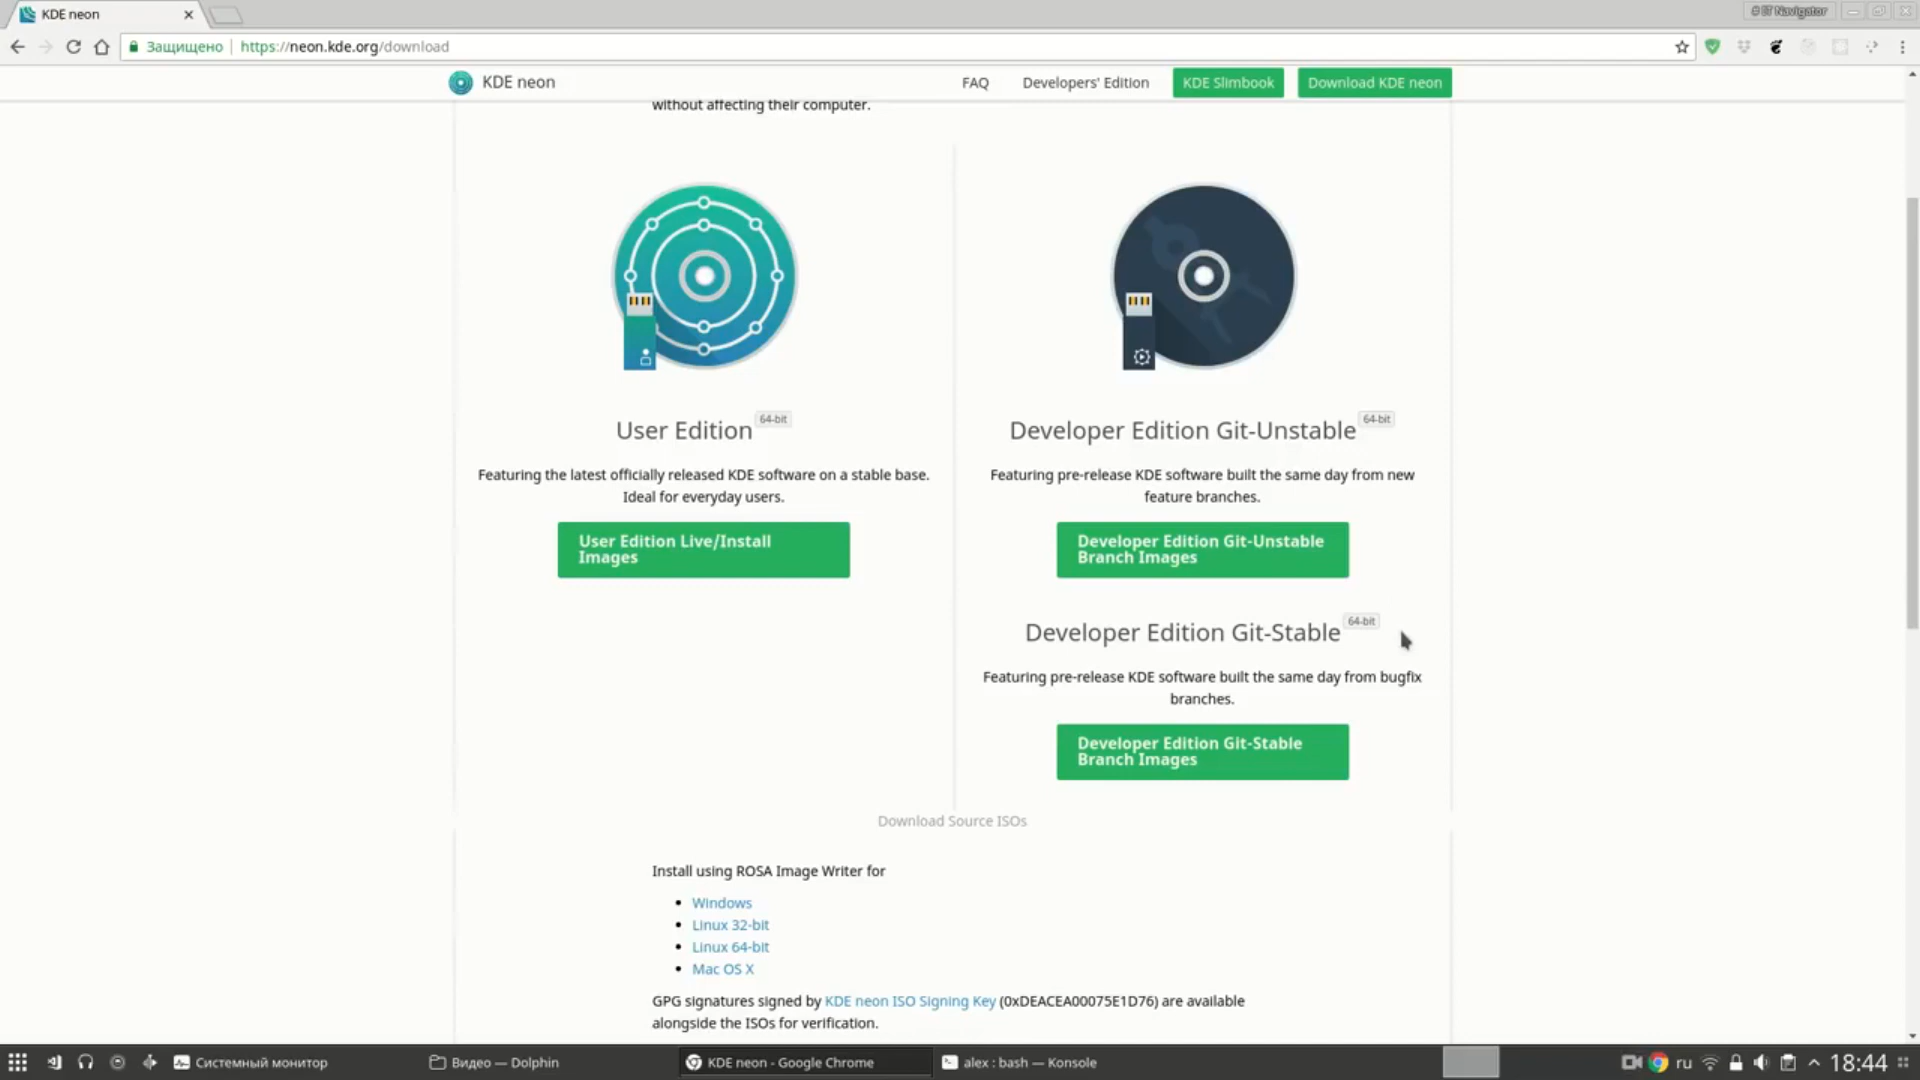 KDE neon
# IT Navigator
Защищено
https://neon.kde.org/download
KDE neon
FAQ
Developers' Edition
KDE Slimbook
Download KDE neon
without affecting their computer.
User Edition 64-bit
Featuring the latest officially released KDE software on a stable base.
Ideal for everyday users.
User Edition Live/Install
Images
Developer Edition Git-Unstable 64-bit
Featuring pre-release KDE software built the same day from new
feature branches.
Developer Edition Git-Unstable
Branch Images
Developer Edition Git-Stable 64-bit
Featuring pre-release KDE software built the same day from bugfix
branches.
Developer Edition Git-Stable
Branch Images
Download Source ISOs
Install using ROSA Image Writer for
Windows
Linux 32-bit
Linux 64-bit
Mac OS X
GPG signatures signed by KDE neon ISO Signing Key (0xDEACEA00075E1D76) are available
alongside the ISOs for verification.
Системный монитор
Видео — Dolphin
KDE neon - Google Chrome
alex : bash — Konsole
ru
18:44